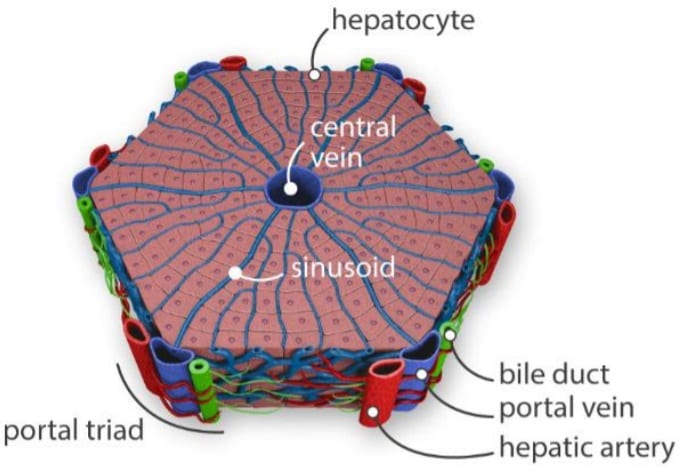 hepatocyte
central
vein
sinusoid
bile duct
portal vein
portal triad
hepatic artery